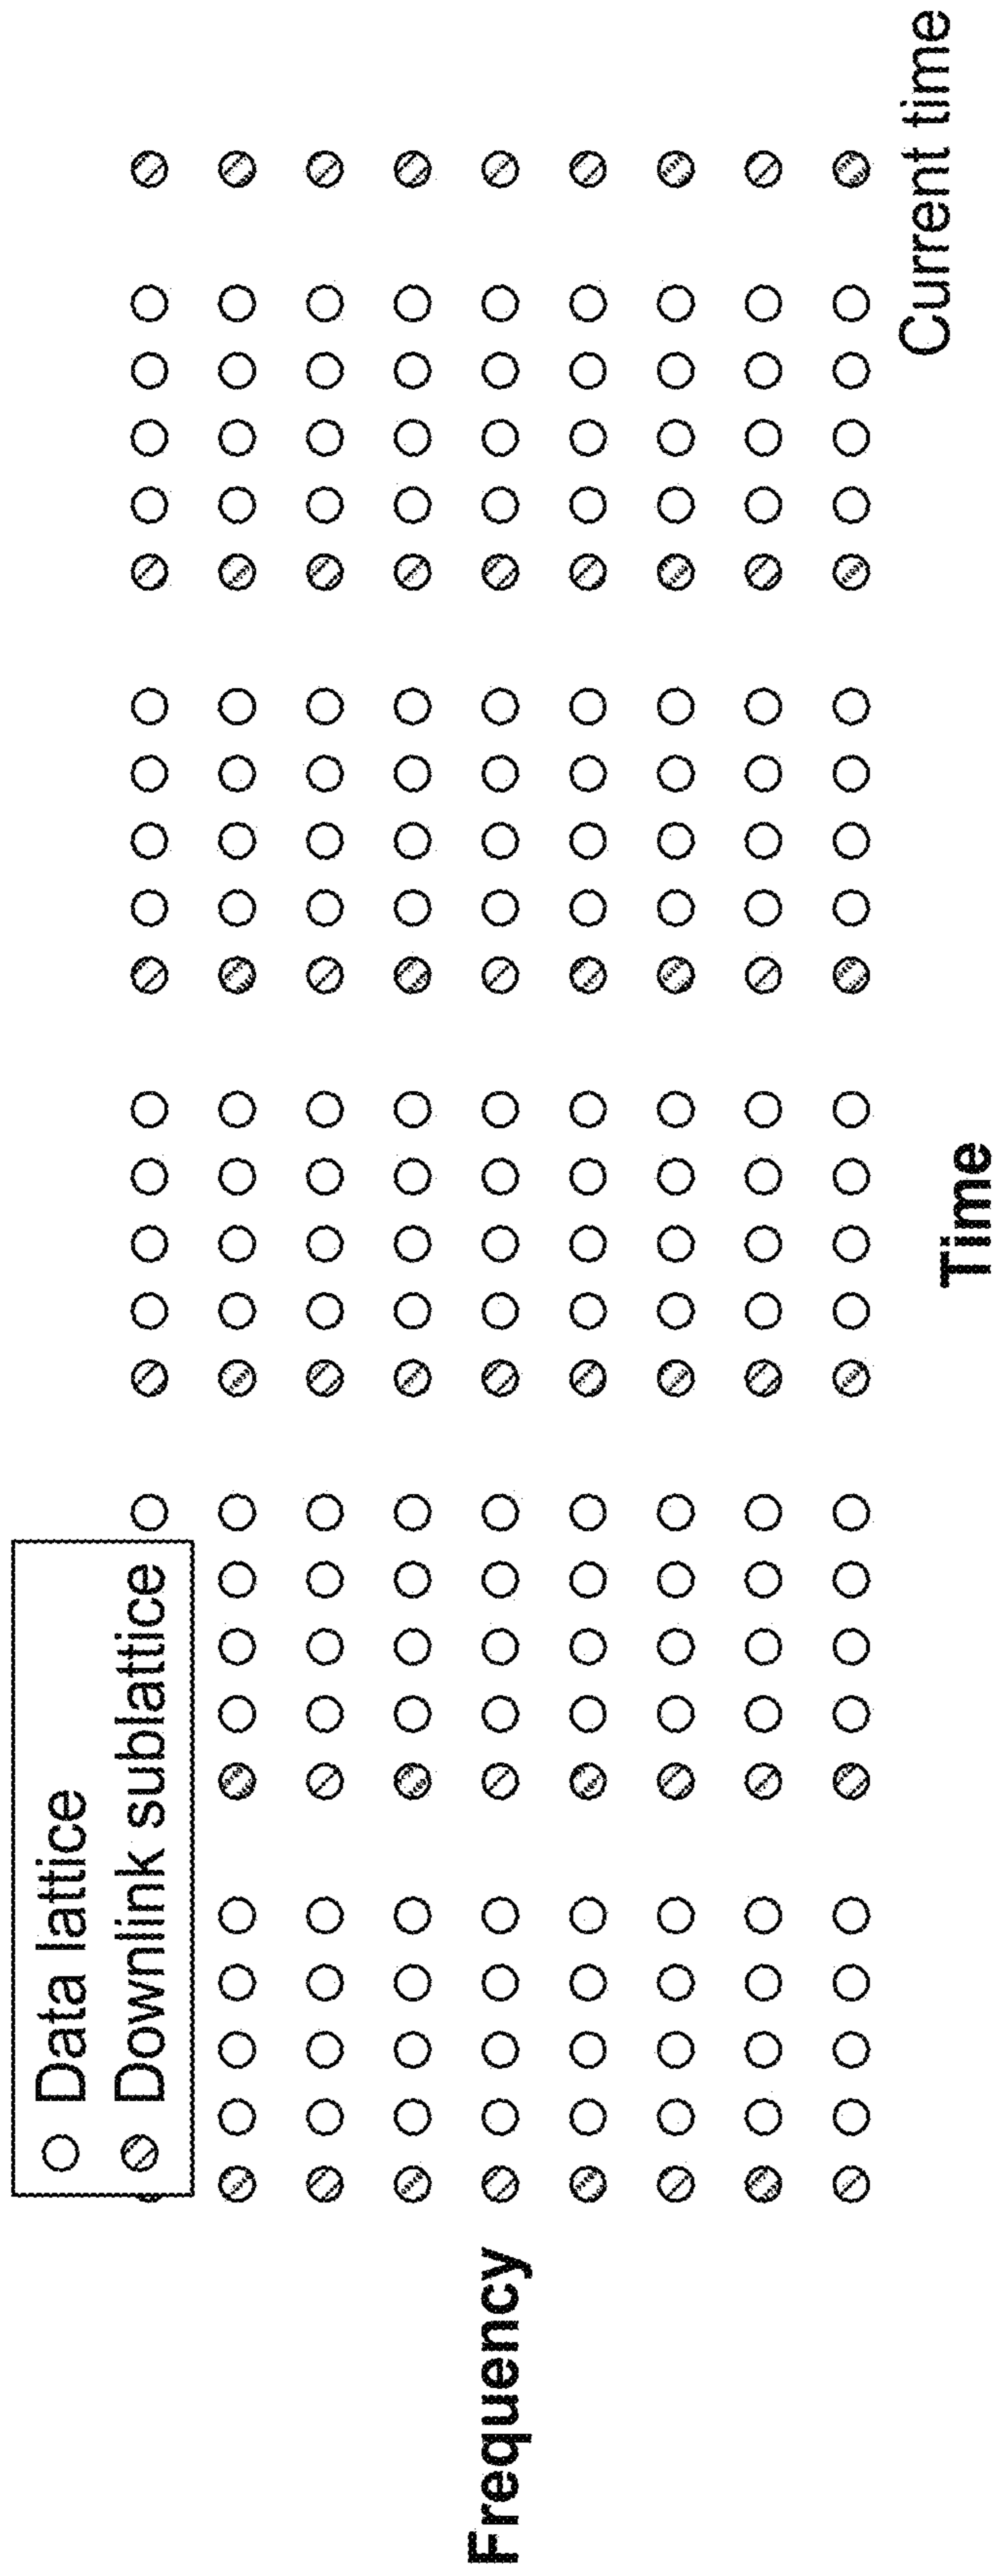 Data lattice
Downlink sublattice
Frequency
Time
Current time